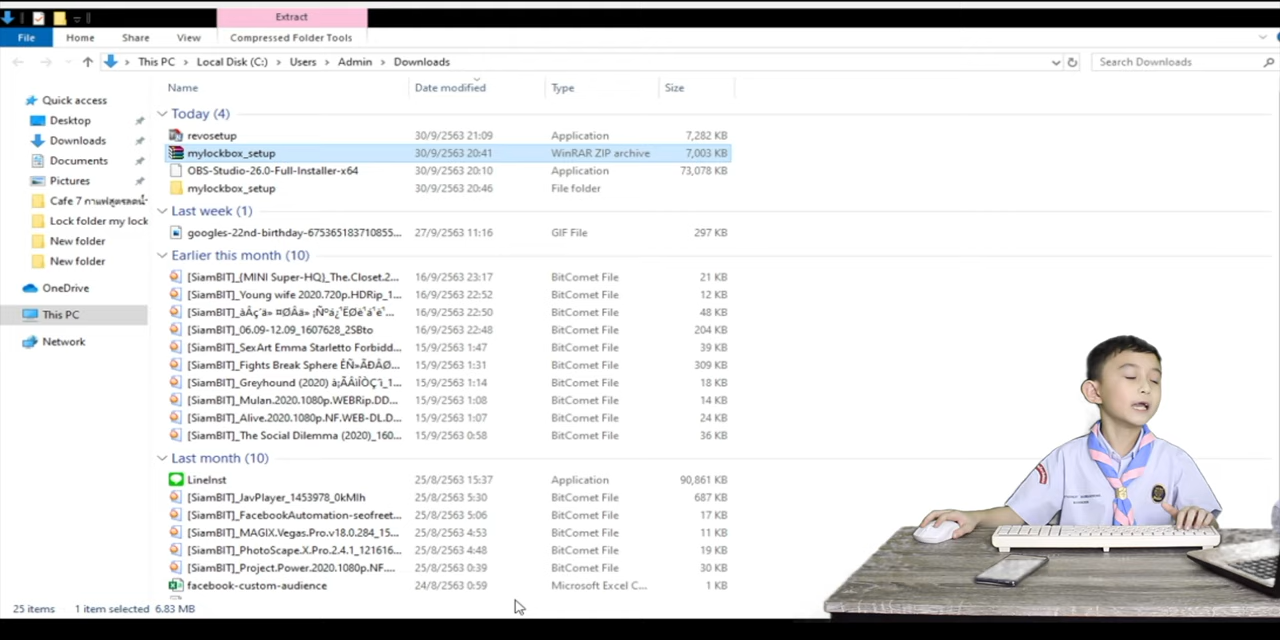 Extract
File Home Share View Compressed Folder Tools
This PC Local Disk (C:) Users Admin Downloads Search Downloads
Name Date modified Type Size
Quick access
Desktop
Downloads
Documents
Pictures
Cafe 7 กาแฟสูตรลดน้ำ
Lock folder my lock
New folder
New folder
OneDrive
This PC
Network
Today (4)
revosetup 30/9/2563 21:09 Application 7,282 KB
mylockbox_setup 30/9/2563 20:41 WinRAR ZIP archive 7,003 KB
OBS-Studio-26.0-Full-Installer-x64 30/9/2563 20:10 Application 73,078 KB
mylockbox_setup 30/9/2563 20:46 File folder
Last week (1)
googles-22nd-birthday-675365183710855... 27/9/2563 11:16 GIF File 297 KB
Earlier this month (10)
[SiamBIT]_{MINI Super-HQ}_The.Closet.2... 16/9/2563 23:17 BitComet File 21 KB
[SiamBIT]_Young wife 2020.720p.HDRip_1... 16/9/2563 22:52 BitComet File 12 KB
[SiamBIT]_ 16/9/2563 22:50 BitComet File 48 KB
[SiamBIT]_06.09-12.09_1607628_2SBto 16/9/2563 22:48 BitComet File 204 KB
[SiamBIT]_SexArt Emma Starletto Forbidd... 15/9/2563 1:47 BitComet File 39 KB
[SiamBIT]_Fights Break Sphere 15/9/2563 1:31 BitComet File 309 KB
[SiamBIT]_Greyhound (2020) 15/9/2563 1:14 BitComet File 18 KB
[SiamBIT]_Mulan.2020.1080p.WEBRip.DD... 15/9/2563 1:08 BitComet File 14 KB
[SiamBIT]_Alive.2020.1080p.NF.WEB-DL.D... 15/9/2563 1:07 BitComet File 24 KB
[SiamBIT]_The Social Dilemma (2020)_160... 15/9/2563 0:58 BitComet File 36 KB
Last month (10)
LineInst 25/8/2563 15:37 Application 90,861 KB
[SiamBIT]_JavPlayer_1453978_0kMlh 25/8/2563 5:30 BitComet File 687 KB
[SiamBIT]_FacebookAutomation-seofreet... 25/8/2563 5:06 BitComet File 17 KB
[SiamBIT]_MAGIX.Vegas.Pro.v18.0.284_15... 25/8/2563 4:53 BitComet File 11 KB
[SiamBIT]_PhotoScape.X.Pro.2.4.1_121616... 25/8/2563 4:48 BitComet File 19 KB
[SiamBIT]_Project.Power.2020.1080p.NF.... 25/8/2563 0:39 BitComet File 30 KB
facebook-custom-audience 24/8/2563 0:59 Microsoft Excel C... 1 KB
25 items 1 item selected 6.83 MB